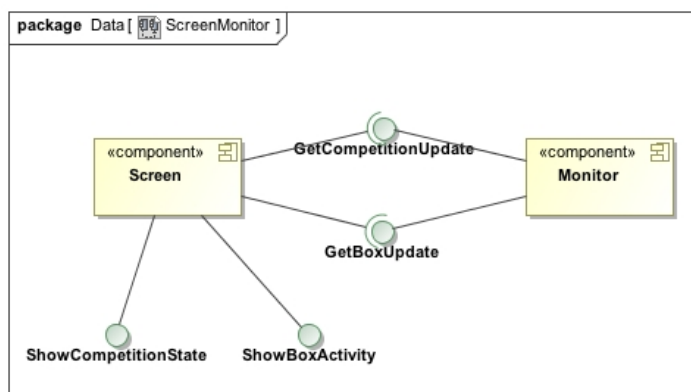 package Data [ ScreenMonitor ]
GetCompetitionUpdate
«component»
Screen
«component»
Monitor
GetBoxUpdate
ShowCompetitionState
ShowBoxActivity